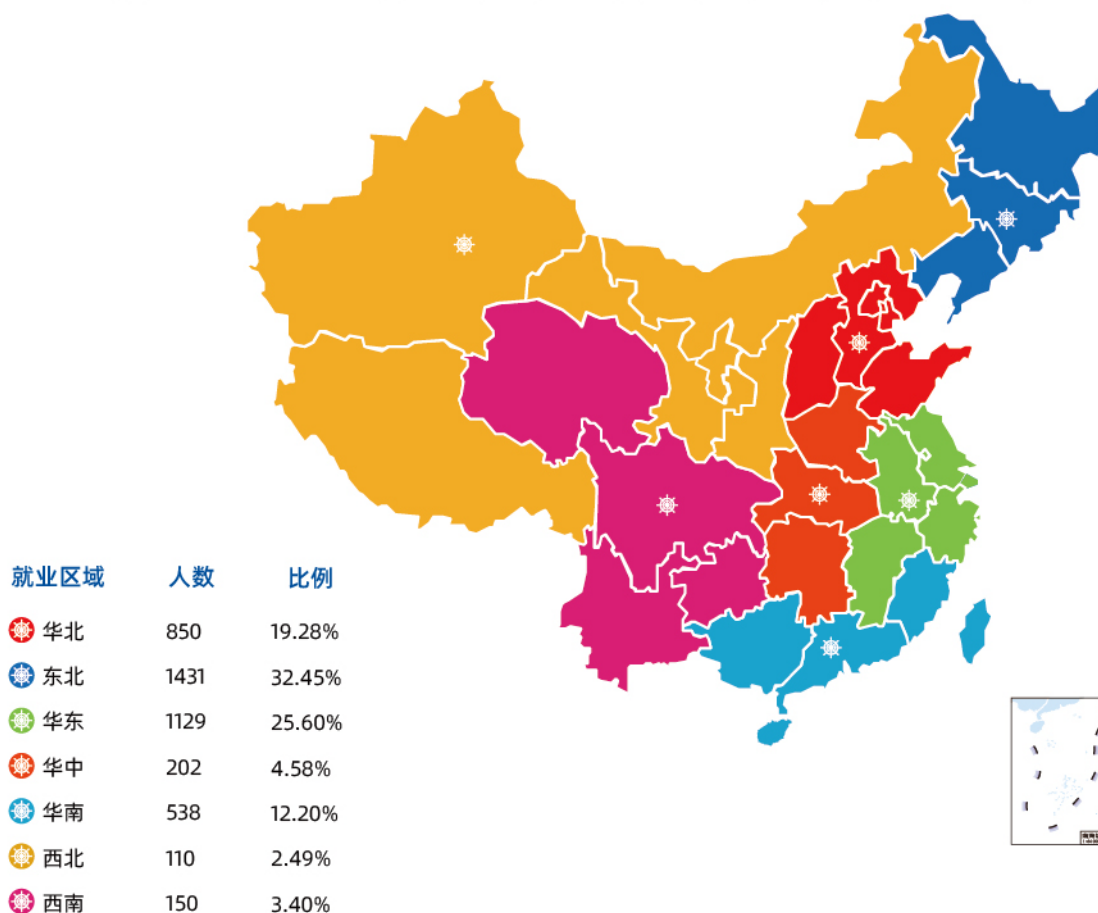 就业区域 人数 比例
华北 850 19.28%
东北 1431 32.45%
华东 1129 25.60%
华中 202 4.58%
华南 538 12.20%
西北 110 2.49%
西南 150 3.40%